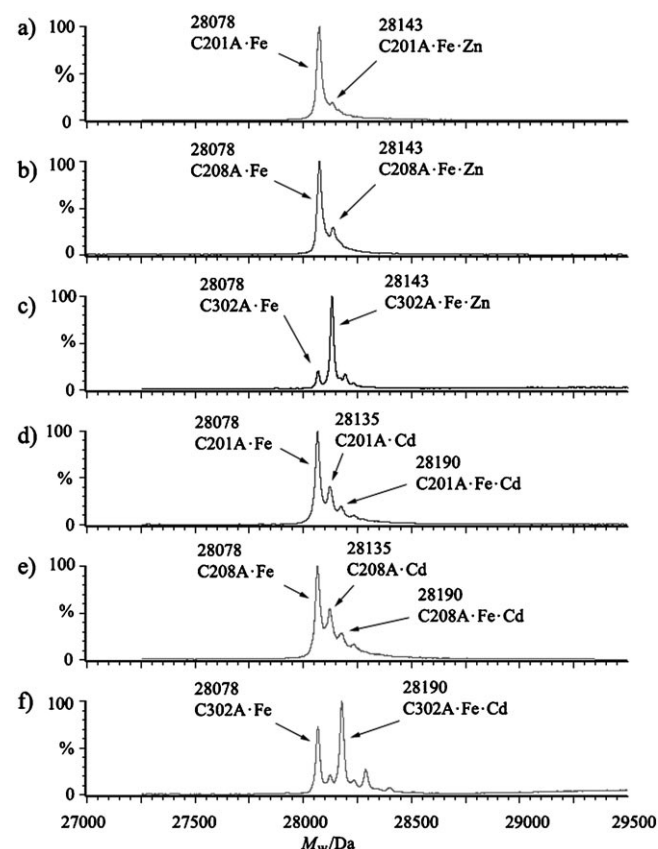 a)
100
%
0
28078
C201A·Fe
28143
C201A·Fe·Zn
b)
100
%
0
28078
C208A·Fe
28143
C208A·Fe·Zn
c)
100
%
0
28078
C302A·Fe
28143
C302A·Fe·Zn
d)
100
%
0
28078
C201A·Fe
28135
C201A·Cd
28190
C201A·Fe·Cd
e)
100
%
0
28078
C208A·Fe
28135
C208A·Cd
28190
C208A·Fe·Cd
f)
100
%
0
28078
C302A·Fe
28190
C302A·Fe·Cd
27000 27500 28000 28500 29000 29500
Mw/Da